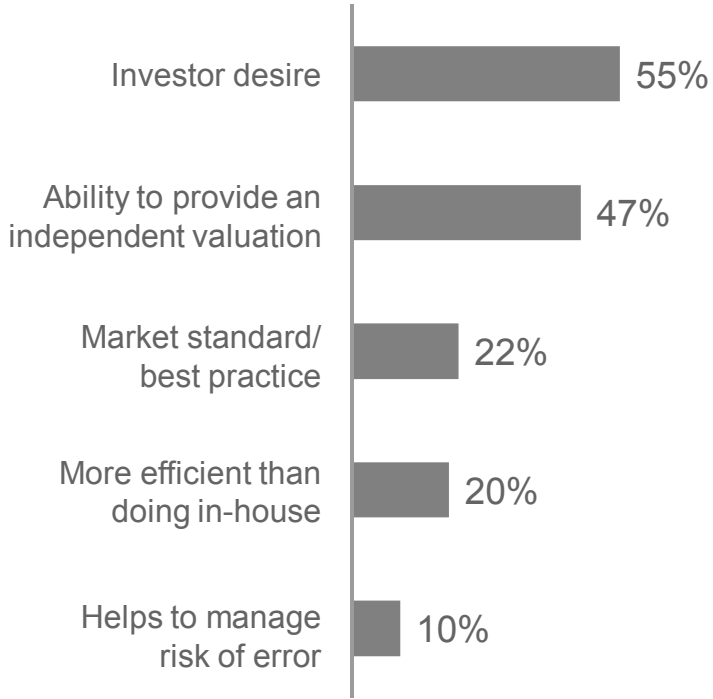 Investor desire
55%
Ability to provide an
independent valuation
47%
Market standard/
best practice
22%
More efficient than
doing in-house
20%
Helps to manage
risk of error
10%